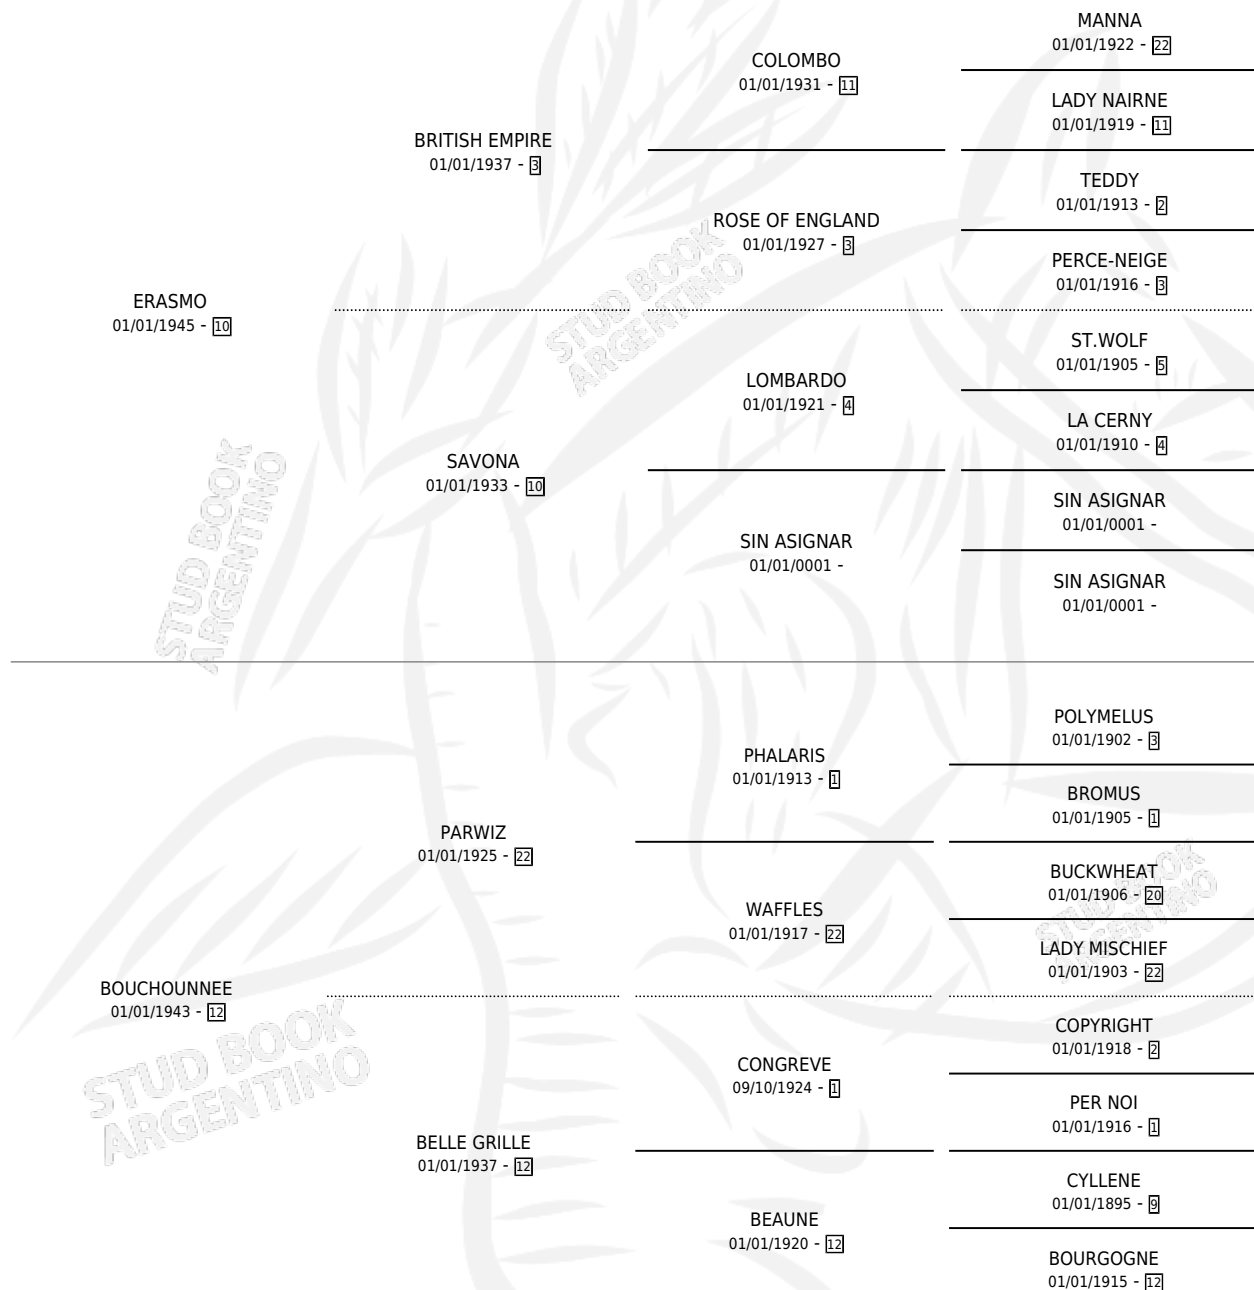 MANNA
01/01/1922 - 22
COLOMBO
01/01/1931 - 11
LADY NAIRNE
01/01/1919 - 11
BRITISH EMPIRE
01/01/1937 - 3
TEDDY
01/01/1913 - 2
ROSE OF ENGLAND
01/01/1927 - 3
PERCE-NEIGE
01/01/1916 - 3
ERASMO
01/01/1945 - 10
ST.WOLF
01/01/1905 - 5
LOMBARDO
01/01/1921 - 4
LA CERNY
01/01/1910 - 4
SAVONA
01/01/1933 - 10
SIN ASIGNAR
01/01/0001 -
SIN ASIGNAR
01/01/0001 -
SIN ASIGNAR
01/01/0001 -
POLYMELUS
01/01/1902 - 3
PHALARIS
01/01/1913 - 1
BROMUS
01/01/1905 - 1
PARWIZ
01/01/1925 - 22
BUCKWHEAT
01/01/1906 - 20
WAFFLES
01/01/1917 - 22
LADY MISCHIEF
01/01/1903 - 22
BOUCHOUNNEE
01/01/1943 - 12
COPYRIGHT
01/01/1918 - 2
CONGREVE
09/10/1924 - 1
PER NOI
01/01/1916 - 1
BELLE GRILLE
01/01/1937 - 12
CYLLENE
01/01/1895 - 9
BEAUNE
01/01/1920 - 12
BOURGOGNE
01/01/1915 - 12
STUD BOOK
ARGENTINO
STUD BOOK
ARGENTINO
STUD BOOK
ARGENTINO
STUD BOOK
ARGENTINO